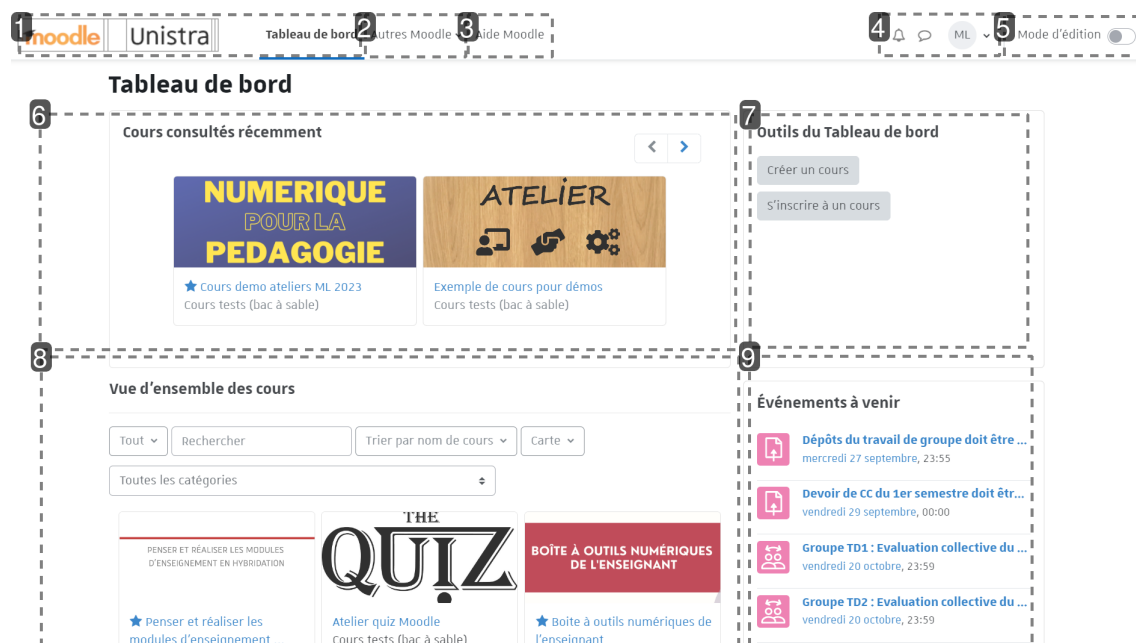 1
moodle
Unistra
Tableau de bord
2
Autres Moodle
3
Aide Moodle
4
ML
5
Mode d'édition
Tableau de bord
6
Cours consultés récemment
NUMERIQUE
POUR LA
PEDAGOGIE
Cours demo ateliers ML 2023
Cours tests (bac à sable)
ATELIER
Exemple de cours pour démos
Cours tests (bac à sable)
7
Outils du Tableau de bord
Créer un cours
S'inscrire à un cours
8
Vue d'ensemble des cours
Tout
Rechercher
Trier par nom de cours
Carte
Toutes les catégories
PENSER ET RÉALISER LES MODULES
D'ENSEIGNEMENT EN HYBRIDATION
Penser et réaliser les
modules d'enseignement
THE
QUIZ
Atelier quiz Moodle
Cours tests (bac à sable)
BOÎTE À OUTILS NUMÉRIQUES
DE L'ENSEIGNANT
Boite à outils numériques de
l'enseignant
9
Événements à venir
Dépôts du travail de groupe doit être ...
mercredi 27 septembre, 23:55
Devoir de CC du 1er semestre doit êtr...
vendredi 29 septembre, 00:00
Groupe TD1 : Evaluation collective du ...
vendredi 20 octobre, 23:59
Groupe TD2 : Evaluation collective du ...
vendredi 20 octobre, 23:59